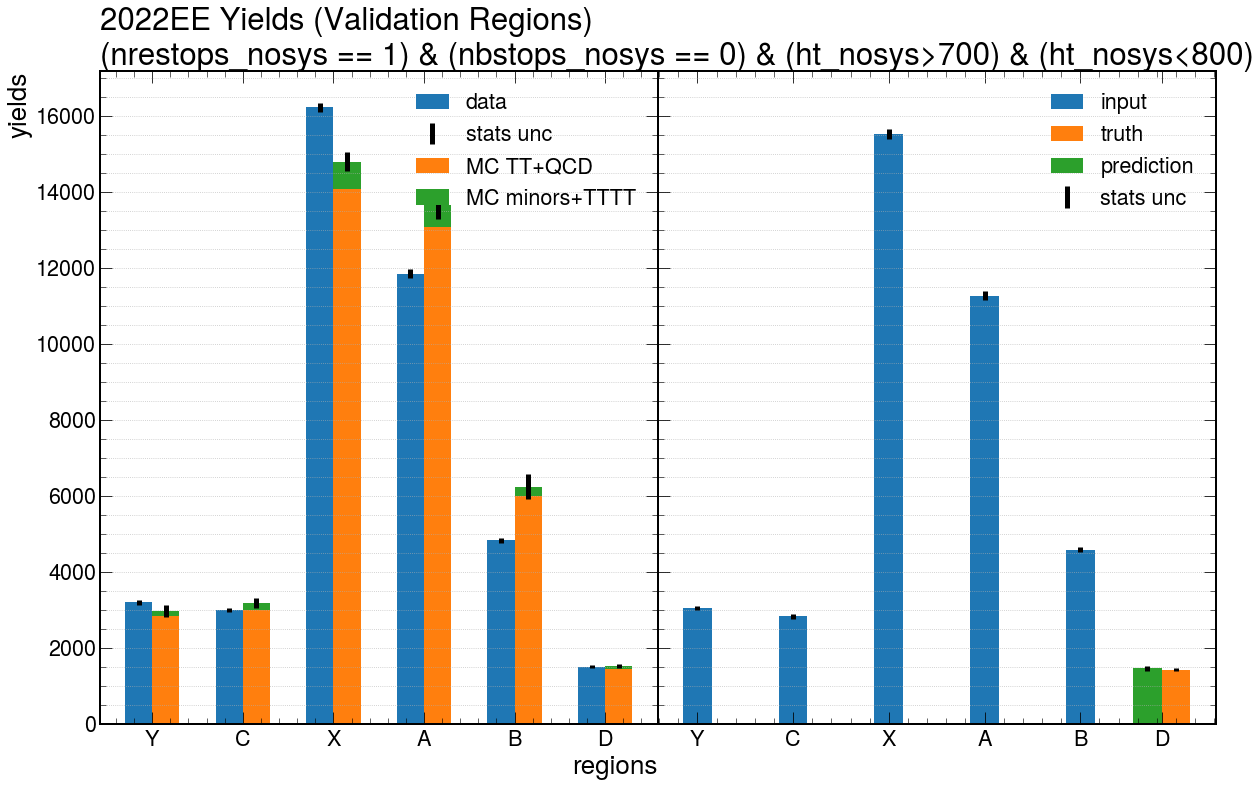 2022EE Yields (Validation Regions)
(nrestops_nosys == 1) & (nbstops_nosys == 0) & (ht_nosys>700) & (ht_nosys<800)
yields
16000
14000
12000
10000
8000
6000
4000
2000
0
data
stats unc
MC TT+QCD
MC minors+TTTT
input
truth
prediction
stats unc
Y C X A B D
Y C X A B D
regions